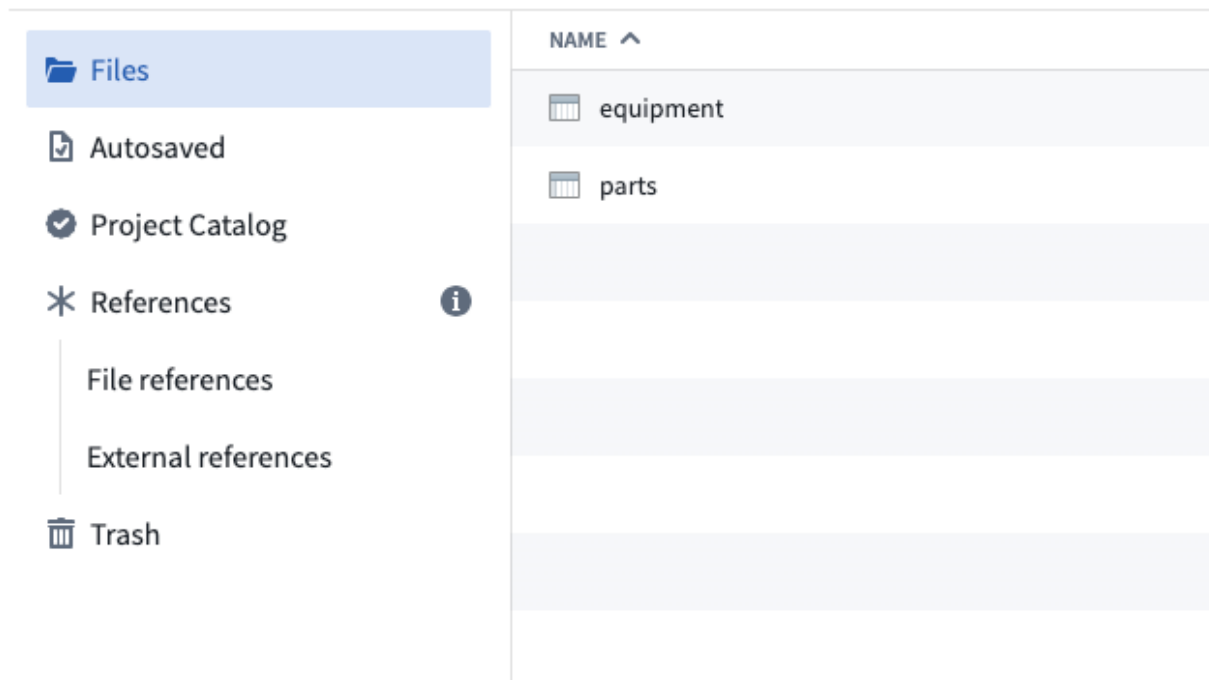 Files
Autosaved
Project Catalog
References
File references
External references
Trash
NAME
equipment
parts